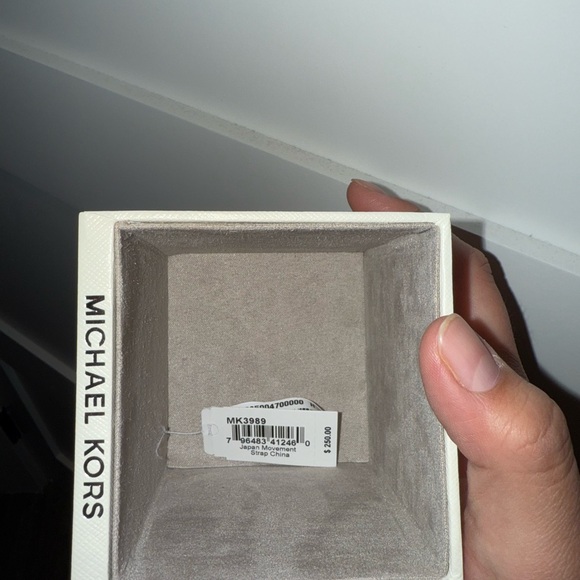 MICHAEL KORS
MK3989
7 96483 41246 0
Japan Movement
Strap China
$ 250.00